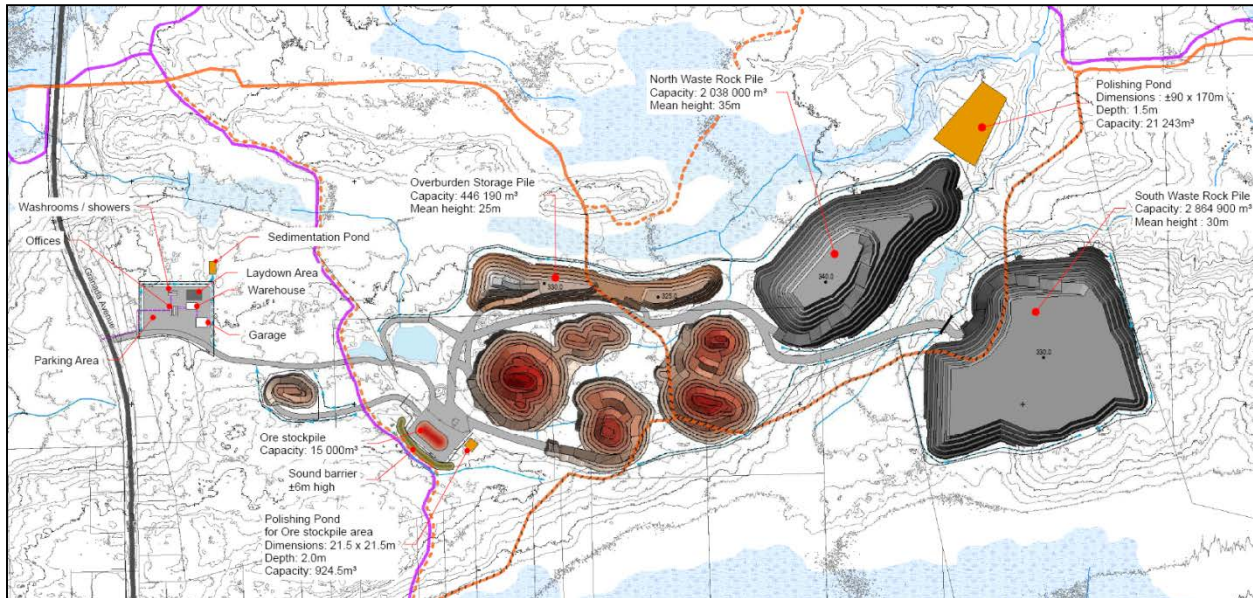 North Waste Rock Pile
Capacity: 2 038 000 m³
Mean height: 35m
Polishing Pond
Dimensions : ±90 x 170m
Depth: 1.5m
Capacity: 21 243m³
Overburden Storage Pile
Capacity: 446 190 m³
Mean height: 25m
South Waste Rock Pile
Capacity: 2 864 900 m³
Mean height : 30m
Washrooms / showers
Offices
Sedimentation Pond
Laydown Area
Warehouse
Garage
Parking Area
Granada Avenue
330.0
325.0
340.0
330.0
Ore stockpile
Capacity: 15 000m³
Sound barrier
±6m high
Polishing Pond
for Ore stockpile area
Dimensions: 21.5 x 21.5m
Depth: 2.0m
Capacity: 924.5m³